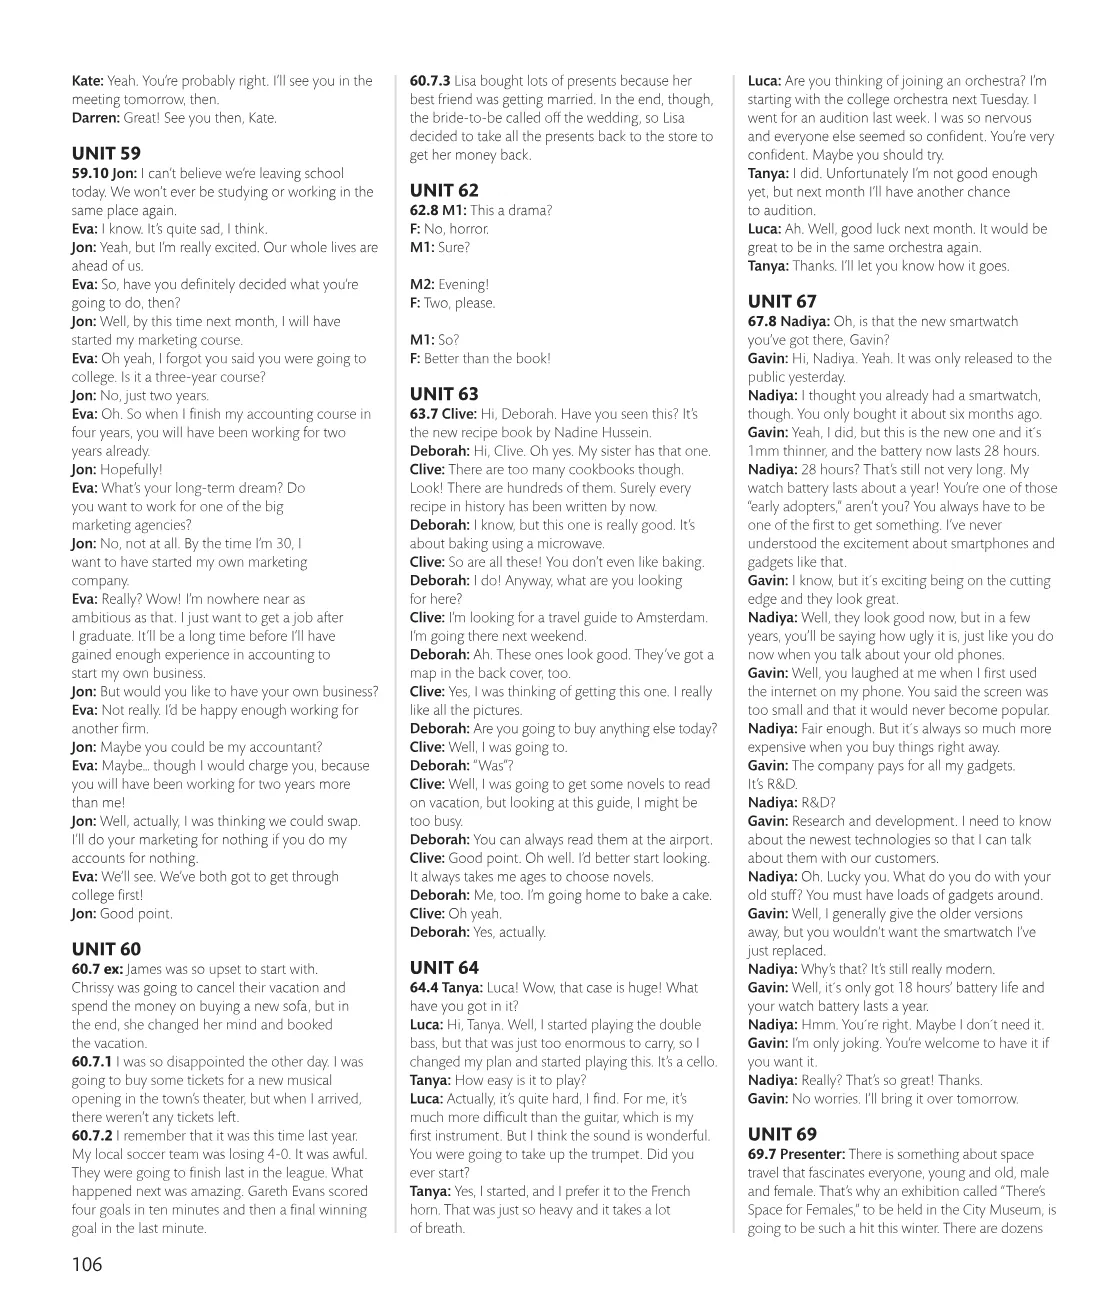 Kate: Yeah. You’re probably right. I’ll see you in the
meeting tomorrow, then.
Darren: Great! See you then, Kate.
UNIT 59
59.10 Jon: I can’t believe we’re leaving school
today. We won’t ever be studying or working in the
same place again.
Eva: I know. It’s quite sad, I think.
Jon: Yeah, but I’m really excited. Our whole lives are
ahead of us.
Eva: So, have you definitely decided what you’re
going to do, then?
Jon: Well, by this time next month, I will have
started my marketing course.
Eva: Oh yeah, I forgot you said you were going to
college. Is it a three-year course?
Jon: No, just two years.
Eva: Oh. So when I finish my accounting course in
four years, you will have been working for two
years already.
Jon: Hopefully!
Eva: What’s your long-term dream? Do
you want to work for one of the big
marketing agencies?
Jon: No, not at all. By the time I’m 30, I
want to have started my own marketing
company.
Eva: Really? Wow! I’m nowhere near as
ambitious as that. I just want to get a job after
I graduate. It’ll be a long time before I’ll have
gained enough experience in accounting to
start my own business.
Jon: But would you like to have your own business?
Eva: Not really. I’d be happy enough working for
another firm.
Jon: Maybe you could be my accountant?
Eva: Maybe… though I would charge you, because
you will have been working for two years more
than me!
Jon: Well, actually, I was thinking we could swap.
I’ll do your marketing for nothing if you do my
accounts for nothing.
Eva: We’ll see. We’ve both got to get through
college first!
Jon: Good point.
UNIT 60
60.7 ex: James was so upset to start with.
Chrissy was going to cancel their vacation and
spend the money on buying a new sofa, but in
the end, she changed her mind and booked
the vacation.
60.7.1 I was so disappointed the other day. I was
going to buy some tickets for a new musical
opening in the town’s theater, but when I arrived,
there weren’t any tickets left.
60.7.2 I remember that it was this time last year.
My local soccer team was losing 4-0. It was awful.
They were going to finish last in the league. What
happened next was amazing. Gareth Evans scored
four goals in ten minutes and then a final winning
goal in the last minute.
60.7.3 Lisa bought lots of presents because her
best friend was getting married. In the end, though,
the bride-to-be called off the wedding, so Lisa
decided to take all the presents back to the store to
get her money back.
UNIT 62
62.8 M1: This a drama?
F: No, horror.
M1: Sure?
M2: Evening!
F: Two, please.
M1: So?
F: Better than the book!
UNIT 63
63.7 Clive: Hi, Deborah. Have you seen this? It’s
the new recipe book by Nadine Hussein.
Deborah: Hi, Clive. Oh yes. My sister has that one.
Clive: There are too many cookbooks though.
Look! There are hundreds of them. Surely every
recipe in history has been written by now.
Deborah: I know, but this one is really good. It’s
about baking using a microwave.
Clive: So are all these! You don’t even like baking.
Deborah: I do! Anyway, what are you looking
for here?
Clive: I’m looking for a travel guide to Amsterdam.
I’m going there next weekend.
Deborah: Ah. These ones look good. They’ve got a
map in the back cover, too.
Clive: Yes, I was thinking of getting this one. I really
like all the pictures.
Deborah: Are you going to buy anything else today?
Clive: Well, I was going to.
Deborah: “Was”?
Clive: Well, I was going to get some novels to read
on vacation, but looking at this guide, I might be
too busy.
Deborah: You can always read them at the airport.
Clive: Good point. Oh well. I’d better start looking.
It always takes me ages to choose novels.
Deborah: Me, too. I’m going home to bake a cake.
Clive: Oh yeah.
Deborah: Yes, actually.
UNIT 64
64.4 Tanya: Luca! Wow, that case is huge! What
have you got in it?
Luca: Hi, Tanya. Well, I started playing the double
bass, but that was just too enormous to carry, so I
changed my plan and started playing this. It’s a cello.
Tanya: How easy is it to play?
Luca: Actually, it’s quite hard, I find. For me, it’s
much more difficult than the guitar, which is my
first instrument. But I think the sound is wonderful.
You were going to take up the trumpet. Did you
ever start?
Tanya: Yes, I started, and I prefer it to the French
horn. That was just so heavy and it takes a lot
of breath.
Luca: Are you thinking of joining an orchestra? I’m
starting with the college orchestra next Tuesday. I
went for an audition last week. I was so nervous
and everyone else seemed so confident. You’re very
confident. Maybe you should try.
Tanya: I did. Unfortunately I’m not good enough
yet, but next month I’ll have another chance
to audition.
Luca: Ah. Well, good luck next month. It would be
great to be in the same orchestra again.
Tanya: Thanks. I’ll let you know how it goes.
UNIT 67
67.8 Nadiya: Oh, is that the new smartwatch
you’ve got there, Gavin?
Gavin: Hi, Nadiya. Yeah. It was only released to the
public yesterday.
Nadiya: I thought you already had a smartwatch,
though. You only bought it about six months ago.
Gavin: Yeah, I did, but this is the new one and it´s
1mm thinner, and the battery now lasts 28 hours.
Nadiya: 28 hours? That’s still not very long. My
watch battery lasts about a year! You’re one of those
“early adopters,” aren’t you? You always have to be
one of the first to get something. I’ve never
understood the excitement about smartphones and
gadgets like that.
Gavin: I know, but it´s exciting being on the cutting
edge and they look great.
Nadiya: Well, they look good now, but in a few
years, you’ll be saying how ugly it is, just like you do
now when you talk about your old phones.
Gavin: Well, you laughed at me when I first used
the internet on my phone. You said the screen was
too small and that it would never become popular.
Nadiya: Fair enough. But it´s always so much more
expensive when you buy things right away.
Gavin: The company pays for all my gadgets.
It’s R&D.
Nadiya: R&D?
Gavin: Research and development. I need to know
about the newest technologies so that I can talk
about them with our customers.
Nadiya: Oh. Lucky you. What do you do with your
old stuff? You must have loads of gadgets around.
Gavin: Well, I generally give the older versions
away, but you wouldn’t want the smartwatch I’ve
just replaced.
Nadiya: Why’s that? It’s still really modern.
Gavin: Well, it´s only got 18 hours’ battery life and
your watch battery lasts a year.
Nadiya: Hmm. You´re right. Maybe I don´t need it.
Gavin: I’m only joking. You’re welcome to have it if
you want it.
Nadiya: Really? That’s so great! Thanks.
Gavin: No worries. I’ll bring it over tomorrow.
UNIT 69
69.7 Presenter: There is something about space
travel that fascinates everyone, young and old, male
and female. That’s why an exhibition called “There’s
Space for Females,” to be held in the City Museum, is
going to be such a hit this winter. There are dozens
106